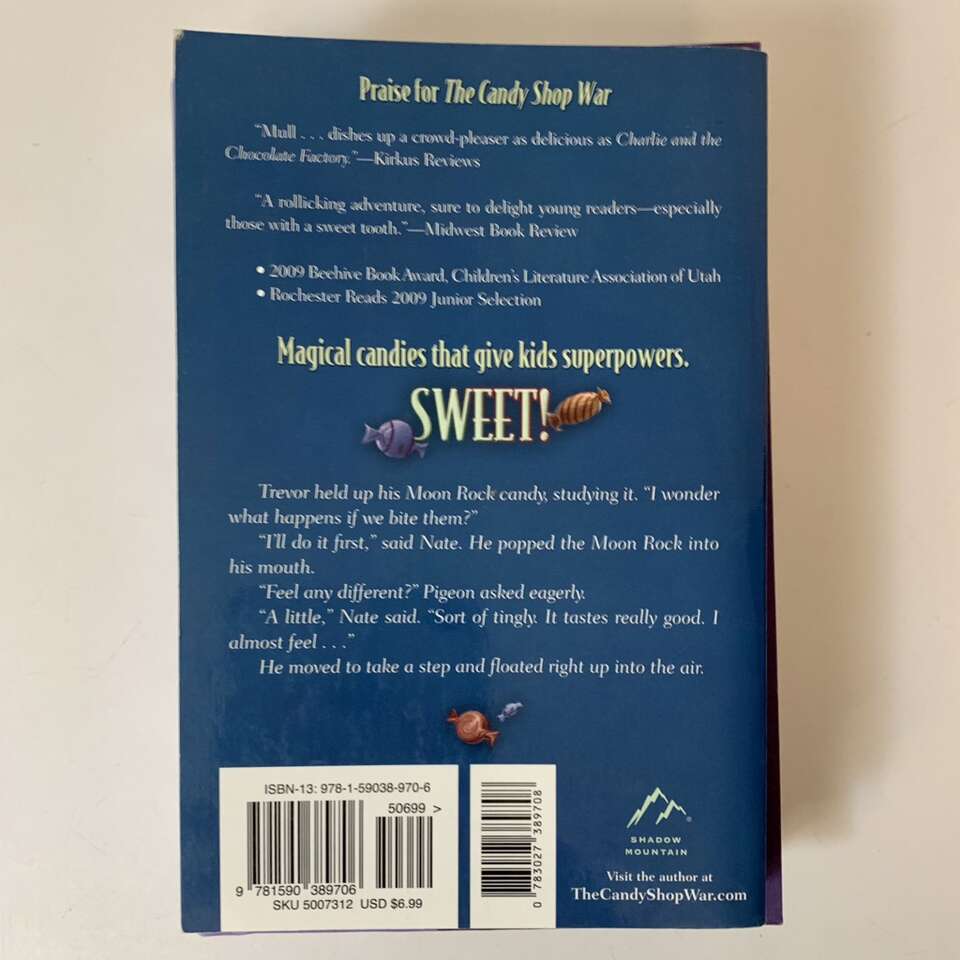 Praise for The Candy Shop War
“Mull . . . dishes up a crowd-pleaser as delicious as Charlie and the
Chocolate Factory.”—Kirkus Reviews
“A rollicking adventure, sure to delight young readers—especially
those with a sweet tooth.”—Midwest Book Review
• 2009 Beehive Book Award, Children’s Literature Association of Utah
• Rochester Reads 2009 Junior Selection
Magical candies that give kids superpowers.
SWEET!
Trevor held up his Moon Rock candy, studying it. “I wonder
what happens if we bite them?”
“I’ll do it first,” said Nate. He popped the Moon Rock into
his mouth.
“Feel any different?” Pigeon asked eagerly.
“A little,” Nate said. “Sort of tingly. It tastes really good. I
almost feel . . .”
He moved to take a step and floated right up into the air.
ISBN-13: 978-1-59038-970-6
50699 >
9 781590 389706
SKU 5007312 USD $6.99
0 783027 389708
SHADOW
MOUNTAIN®
Visit the author at
TheCandyShopWar.com